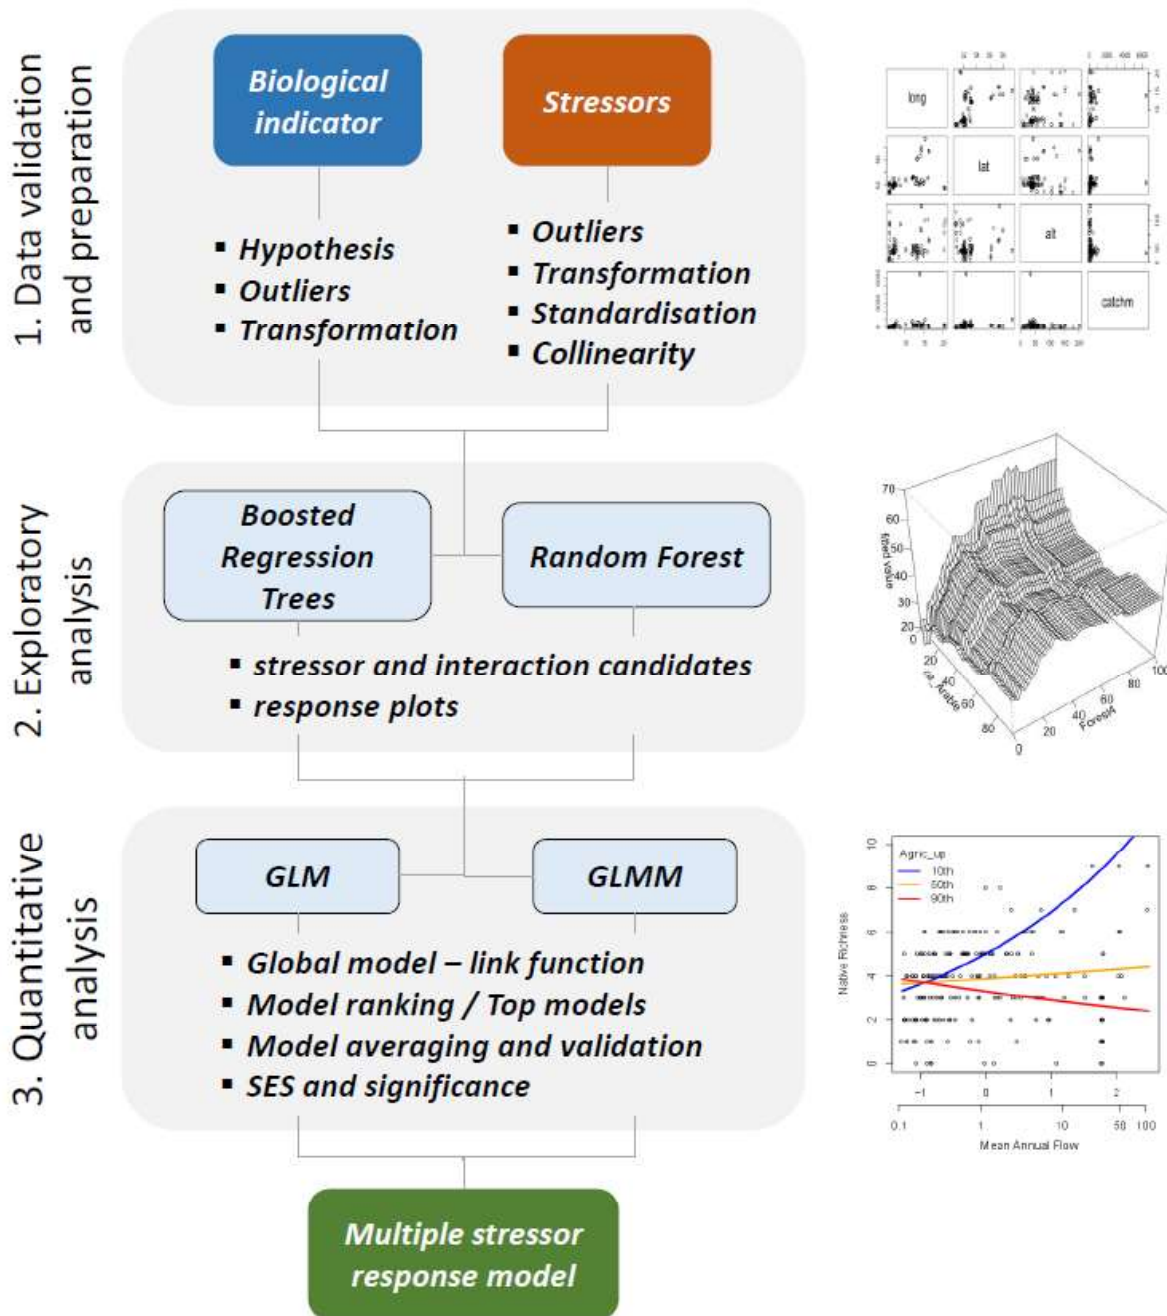 1. Data validation
and preparation
Biological
indicator
Stressors
▪ Hypothesis
▪ Outliers
▪ Transformation
▪ Outliers
▪ Transformation
▪ Standardisation
▪ Collinearity
long
lat
alt
catchm
2. Exploratory
analysis
Boosted
Regression
Trees
Random Forest
▪ stressor and interaction candidates
▪ response plots
70
60
50
40
30
20
0
20
40
60
80
0
20
40
60
80
100
Forest4
3. Quantitative
analysis
GLM
GLMM
▪ Global model – link function
▪ Model ranking / Top models
▪ Model averaging and validation
▪ SES and significance
Agric_up
10th
50th
90th
Native Richness
10
8
6
4
2
0
−1 0 1 2
0.1 1 10 50 100
Mean Annual Flow
Multiple stressor
response model